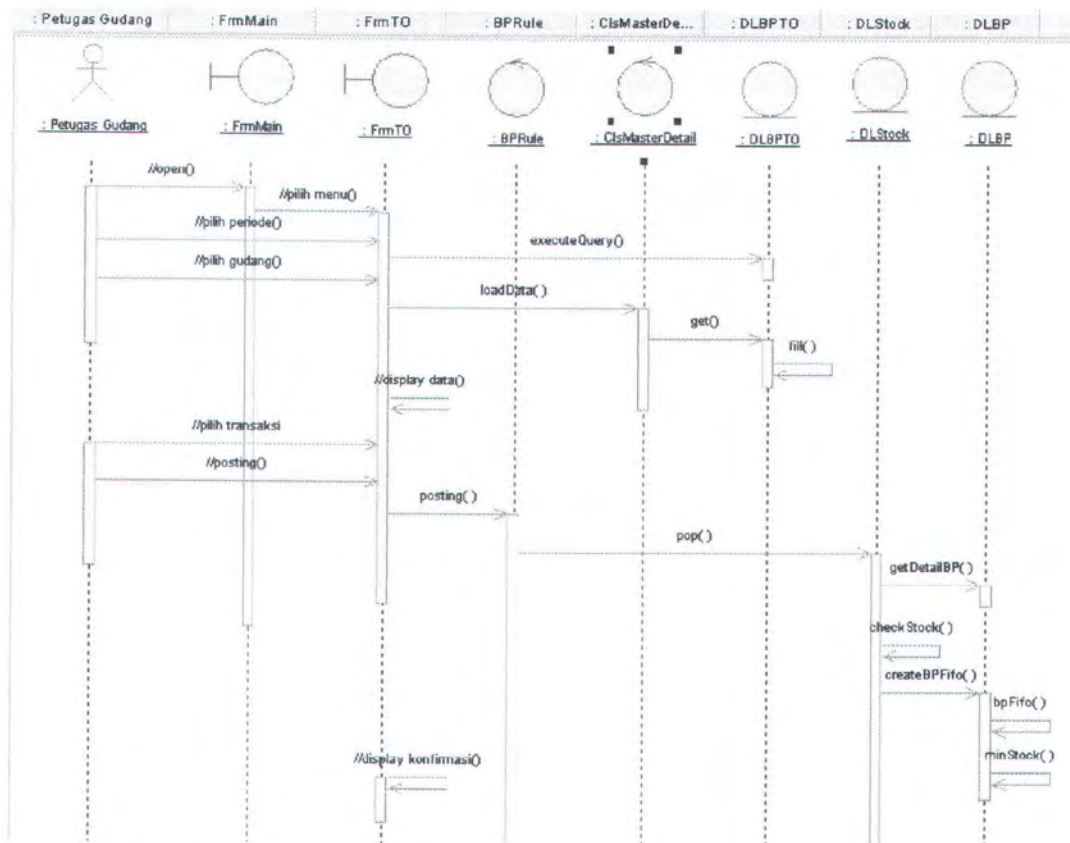 : Petugas Gudang : FrmMain : FrmTO : BPRule : ClsMasterDe... : DLBPTO : DLStock : DLBP
: Petugas Gudang : FrmMain : FrmTO : BPRule : ClsMasterDetail : DLBPTO : DLStock : DLBP
//open()
//pilih menu()
//pilih periode()
executeQuery()
//pilih gudang()
loadData( )
get()
fill( )
//display data()
//pilih transaksi
//posting()
posting( )
pop( )
getDetailBP( )
checkStock( )
createBPFifo( )
bpFifo( )
//display konfirmasi()
minStock( )